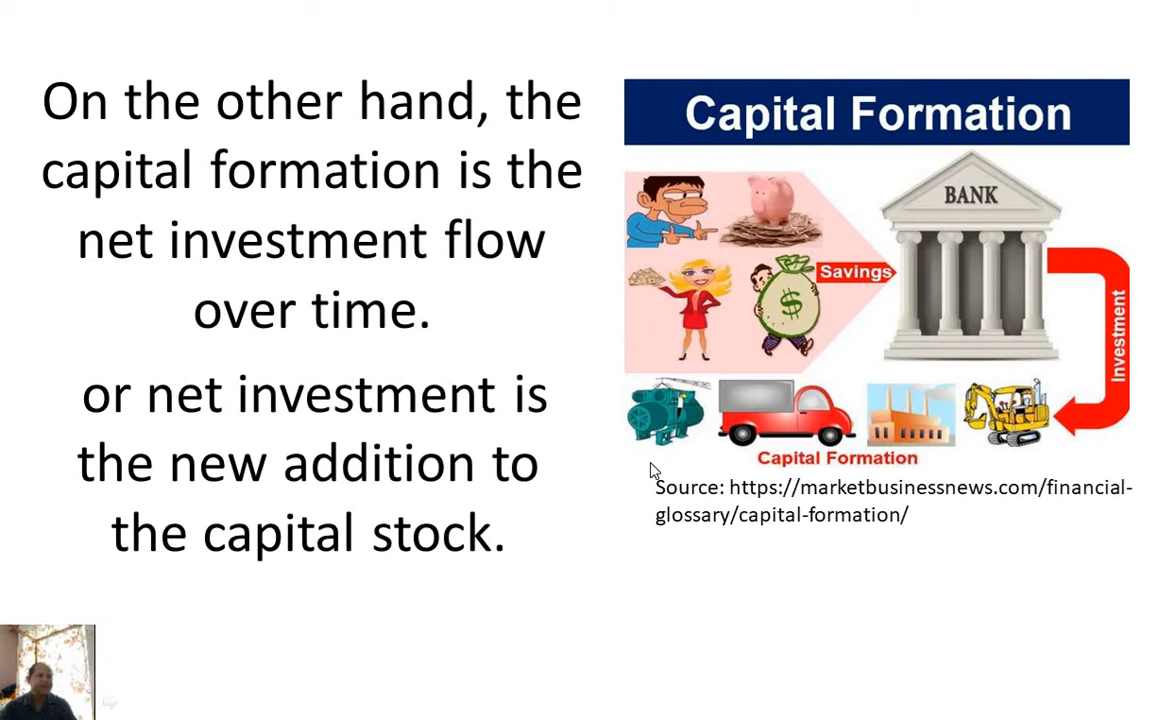 On the other hand, the
capital formation is the
net investment flow
over time.
or net investment is
the new addition to
the capital stock.
Capital Formation
BANK
Savings
$
Investment
Capital Formation
Source: https://marketbusinessnews.com/financial-
glossary/capital-formation/